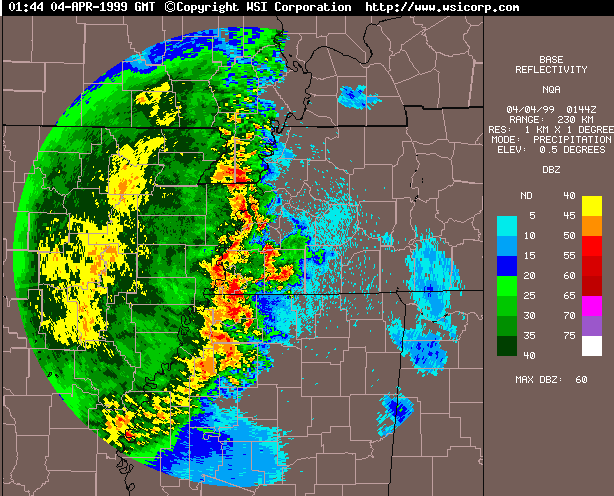 01:44 04-APR-1999 GMT ©Copyright WSI Corporation http://www.wsicorp.com
BASE
REFLECTIVITY
NQA
04/04/99 0144Z
RANGE: 230 KM
RES: 1 KM X 1 DEGREE
MODE: PRECIPITATION
ELEV: 0.5 DEGREES
DBZ
ND 40
5 45
10 50
15 55
20 60
25 65
30 70
35 75
40
MAX DBZ: 60